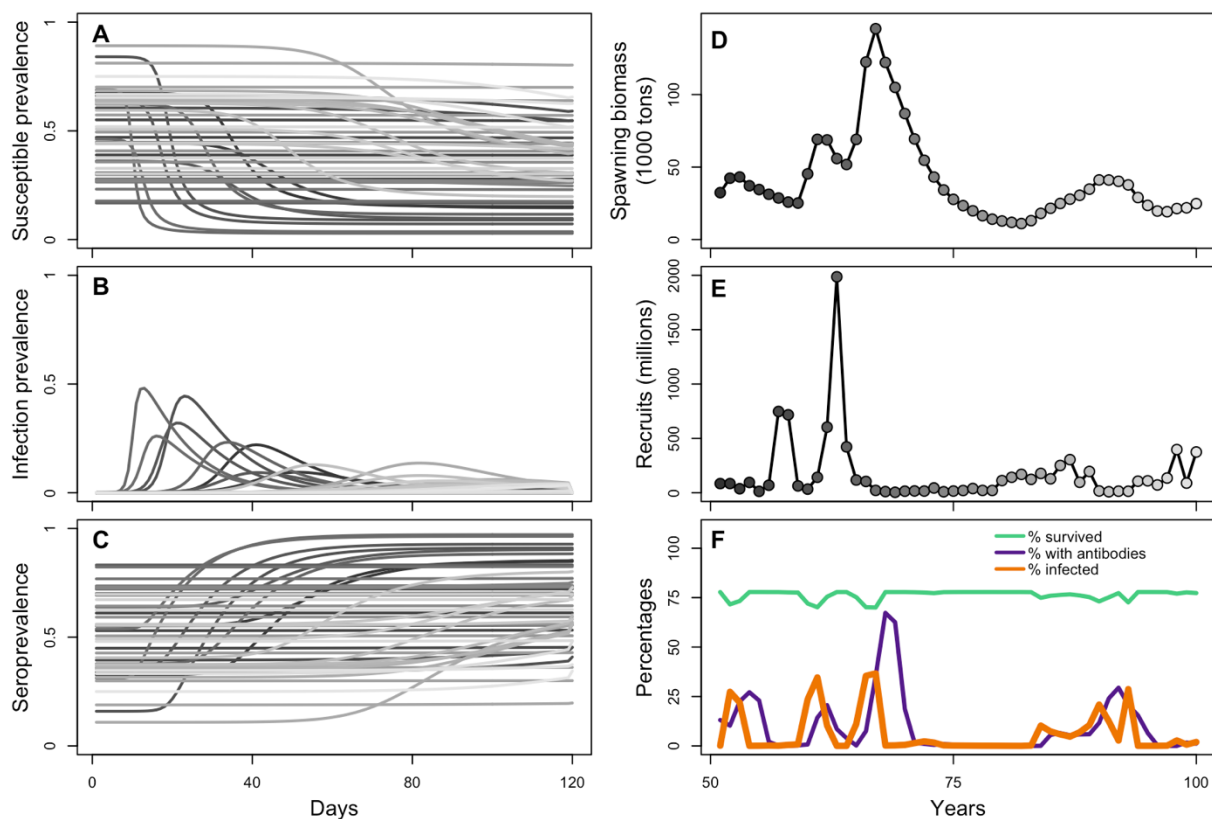 A
Susceptible prevalence
1
0.5
0
B
Infection prevalence
1
0.5
0
C
Seroprevalence
1
0.5
0
0
40
80
120
Days
D
Spawning biomass
(1000 tons)
100
50
0
E
Recruits (millions)
2000
1500
1000
500
0
F
% survived
% with antibodies
% infected
Percentages
100
75
50
25
0
50
75
100
Years